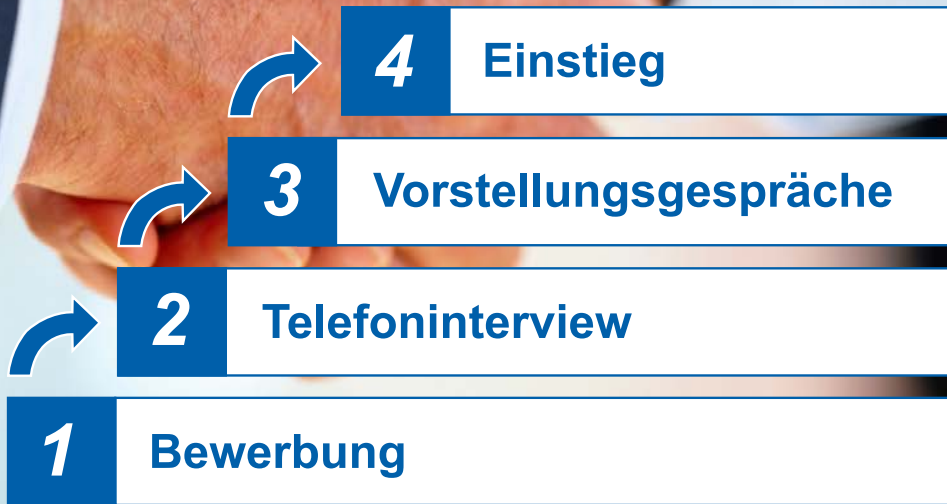 4 Einstieg
3 Vorstellungsgespräche
2 Telefoninterview
1 Bewerbung